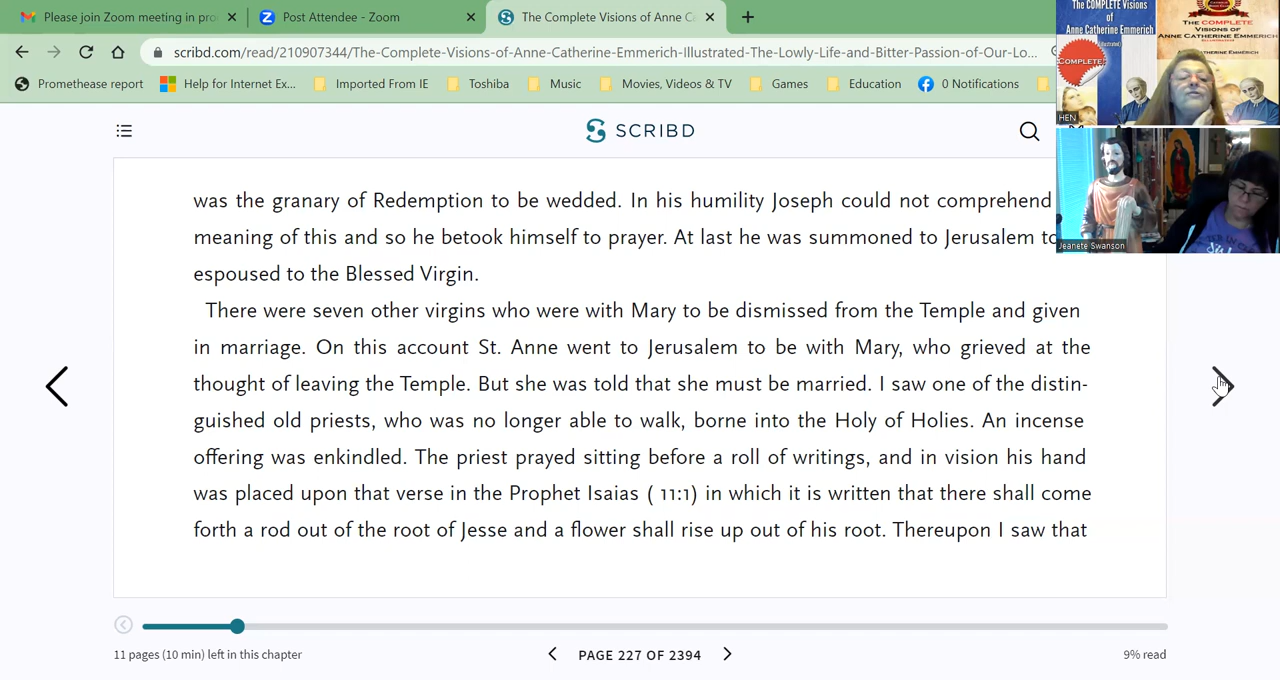 Please join Zoom meeting in pro
Post Attendee - Zoom
The Complete Visions of Anne C
scribd.com/read/210907344/The-Complete-Visions-of-Anne-Catherine-Emmerich-Illustrated-The-Lowly-Life-and-Bitter-Passion-of-Our-Lo...
Promethease report
Help for Internet Ex...
Imported From IE
Toshiba
Music
Movies, Videos & TV
Games
Education
0 Notifications
The COMPLETE Visions
of
Anne Catherine Emmerich
COMPLETE!
The COMPLETE
VISIONS of
ANNE CATHERINE EMMERICH
HEN
Jeanete Swanson
SCRIBD
was the granary of Redemption to be wedded. In his humility Joseph could not comprehend
meaning of this and so he betook himself to prayer. At last he was summoned to Jerusalem to
espoused to the Blessed Virgin.
There were seven other virgins who were with Mary to be dismissed from the Temple and given
in marriage. On this account St. Anne went to Jerusalem to be with Mary, who grieved at the
thought of leaving the Temple. But she was told that she must be married. I saw one of the distin-
guished old priests, who was no longer able to walk, borne into the Holy of Holies. An incense
offering was enkindled. The priest prayed sitting before a roll of writings, and in vision his hand
was placed upon that verse in the Prophet Isaias ( 11:1) in which it is written that there shall come
forth a rod out of the root of Jesse and a flower shall rise up out of his root. Thereupon I saw that
11 pages (10 min) left in this chapter
PAGE 227 OF 2394
9% read